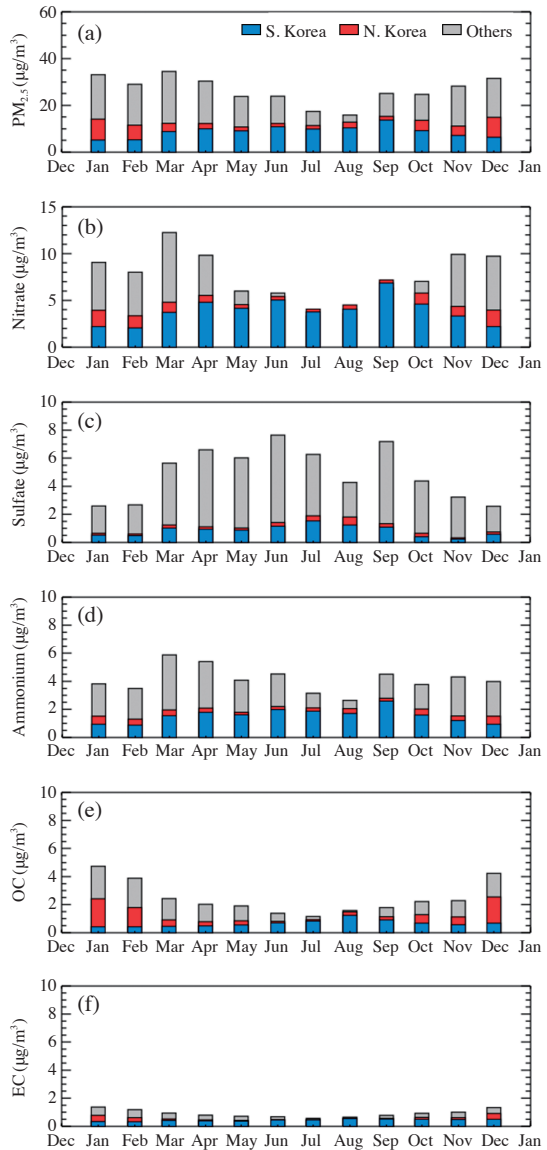 (a)
S. Korea
N. Korea
Others
PM2.5 (µg/m³)
60
40
20
0
Dec Jan Feb Mar Apr May Jun Jul Aug Sep Oct Nov Dec Jan
(b)
Nitrate (µg/m³)
15
10
5
0
Dec Jan Feb Mar Apr May Jun Jul Aug Sep Oct Nov Dec Jan
(c)
Sulfate (µg/m³)
10
8
6
4
2
0
Dec Jan Feb Mar Apr May Jun Jul Aug Sep Oct Nov Dec Jan
(d)
Ammonium (µg/m³)
10
8
6
4
2
0
Dec Jan Feb Mar Apr May Jun Jul Aug Sep Oct Nov Dec Jan
(e)
OC (µg/m³)
10
8
6
4
2
0
Dec Jan Feb Mar Apr May Jun Jul Aug Sep Oct Nov Dec Jan
(f)
EC (µg/m³)
10
8
6
4
2
0
Dec Jan Feb Mar Apr May Jun Jul Aug Sep Oct Nov Dec Jan